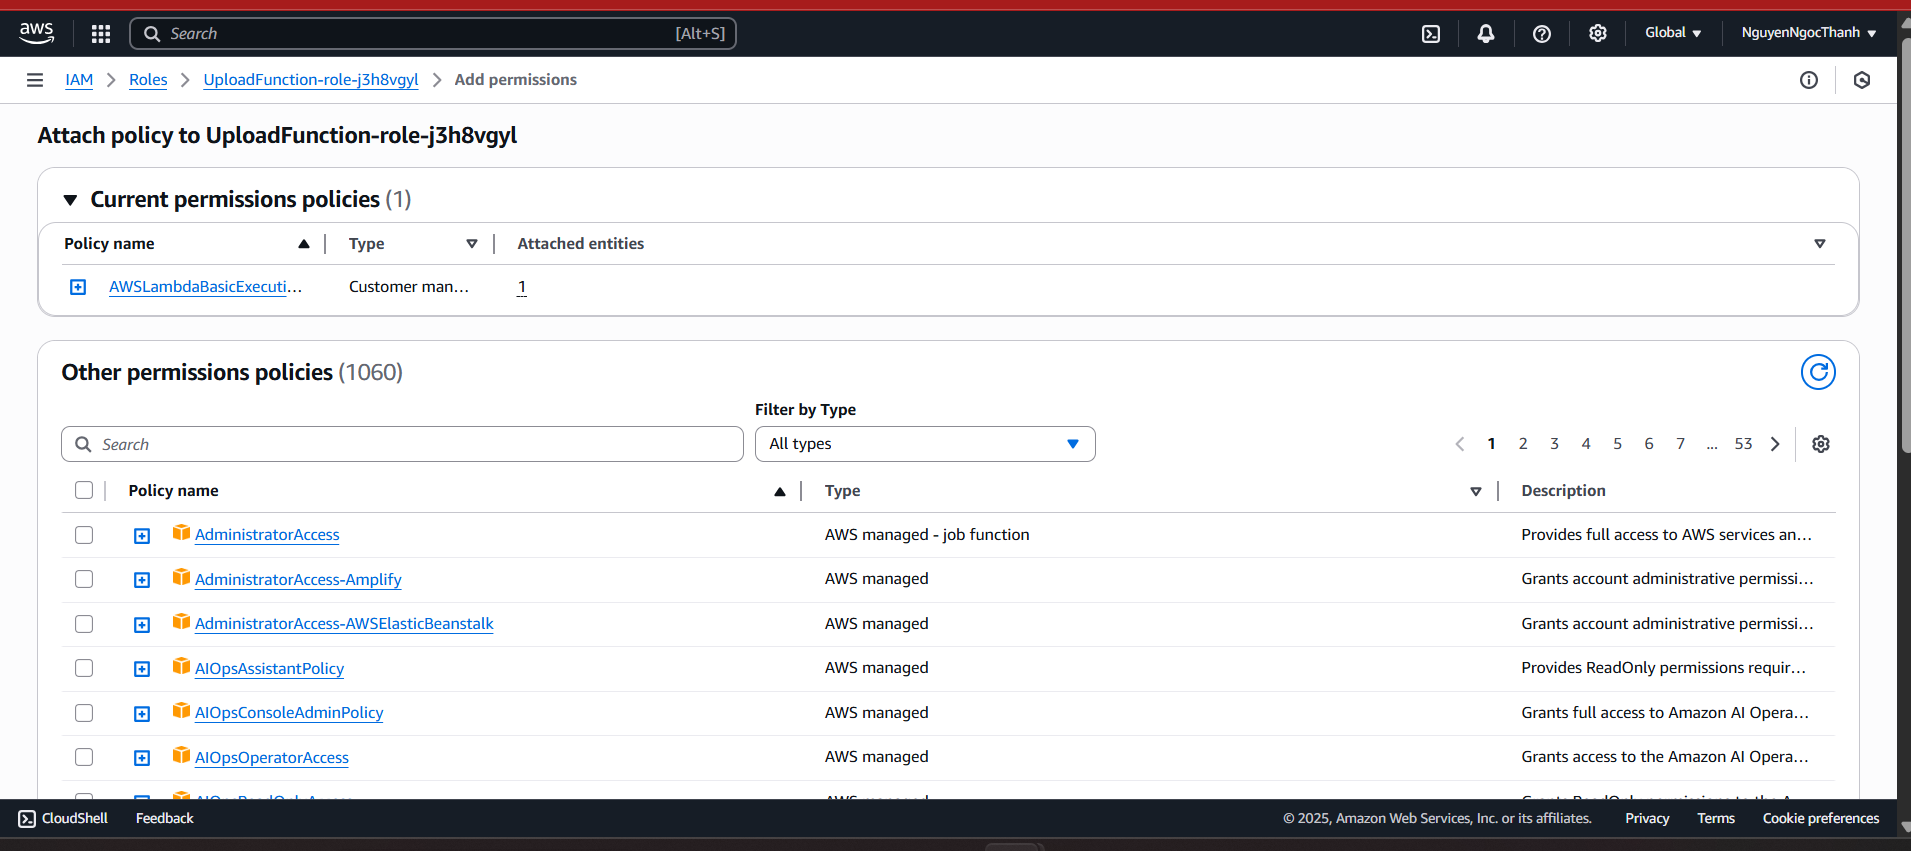 aws Search [Alt+S] Global NguyenNgocThanh
IAM Roles UploadFunction-role-j3h8vgyl Add permissions
Attach policy to UploadFunction-role-j3h8vgyl
Current permissions policies (1)
Policy name Type Attached entities
AWSLambdaBasicExecuti... Customer man... 1
Other permissions policies (1060)
Filter by Type
Search All types 1 2 3 4 5 6 7 ... 53
Policy name Type Description
AdministratorAccess AWS managed - job function Provides full access to AWS services an...
AdministratorAccess-Amplify AWS managed Grants account administrative permissi...
AdministratorAccess-AWSElasticBeanstalk AWS managed Grants account administrative permissi...
AIOpsAssistantPolicy AWS managed Provides ReadOnly permissions requir...
AIOpsConsoleAdminPolicy AWS managed Grants full access to Amazon AI Opera...
AIOpsOperatorAccess AWS managed Grants access to the Amazon AI Opera...
CloudShell Feedback © 2025, Amazon Web Services, Inc. or its affiliates. Privacy Terms Cookie preferences